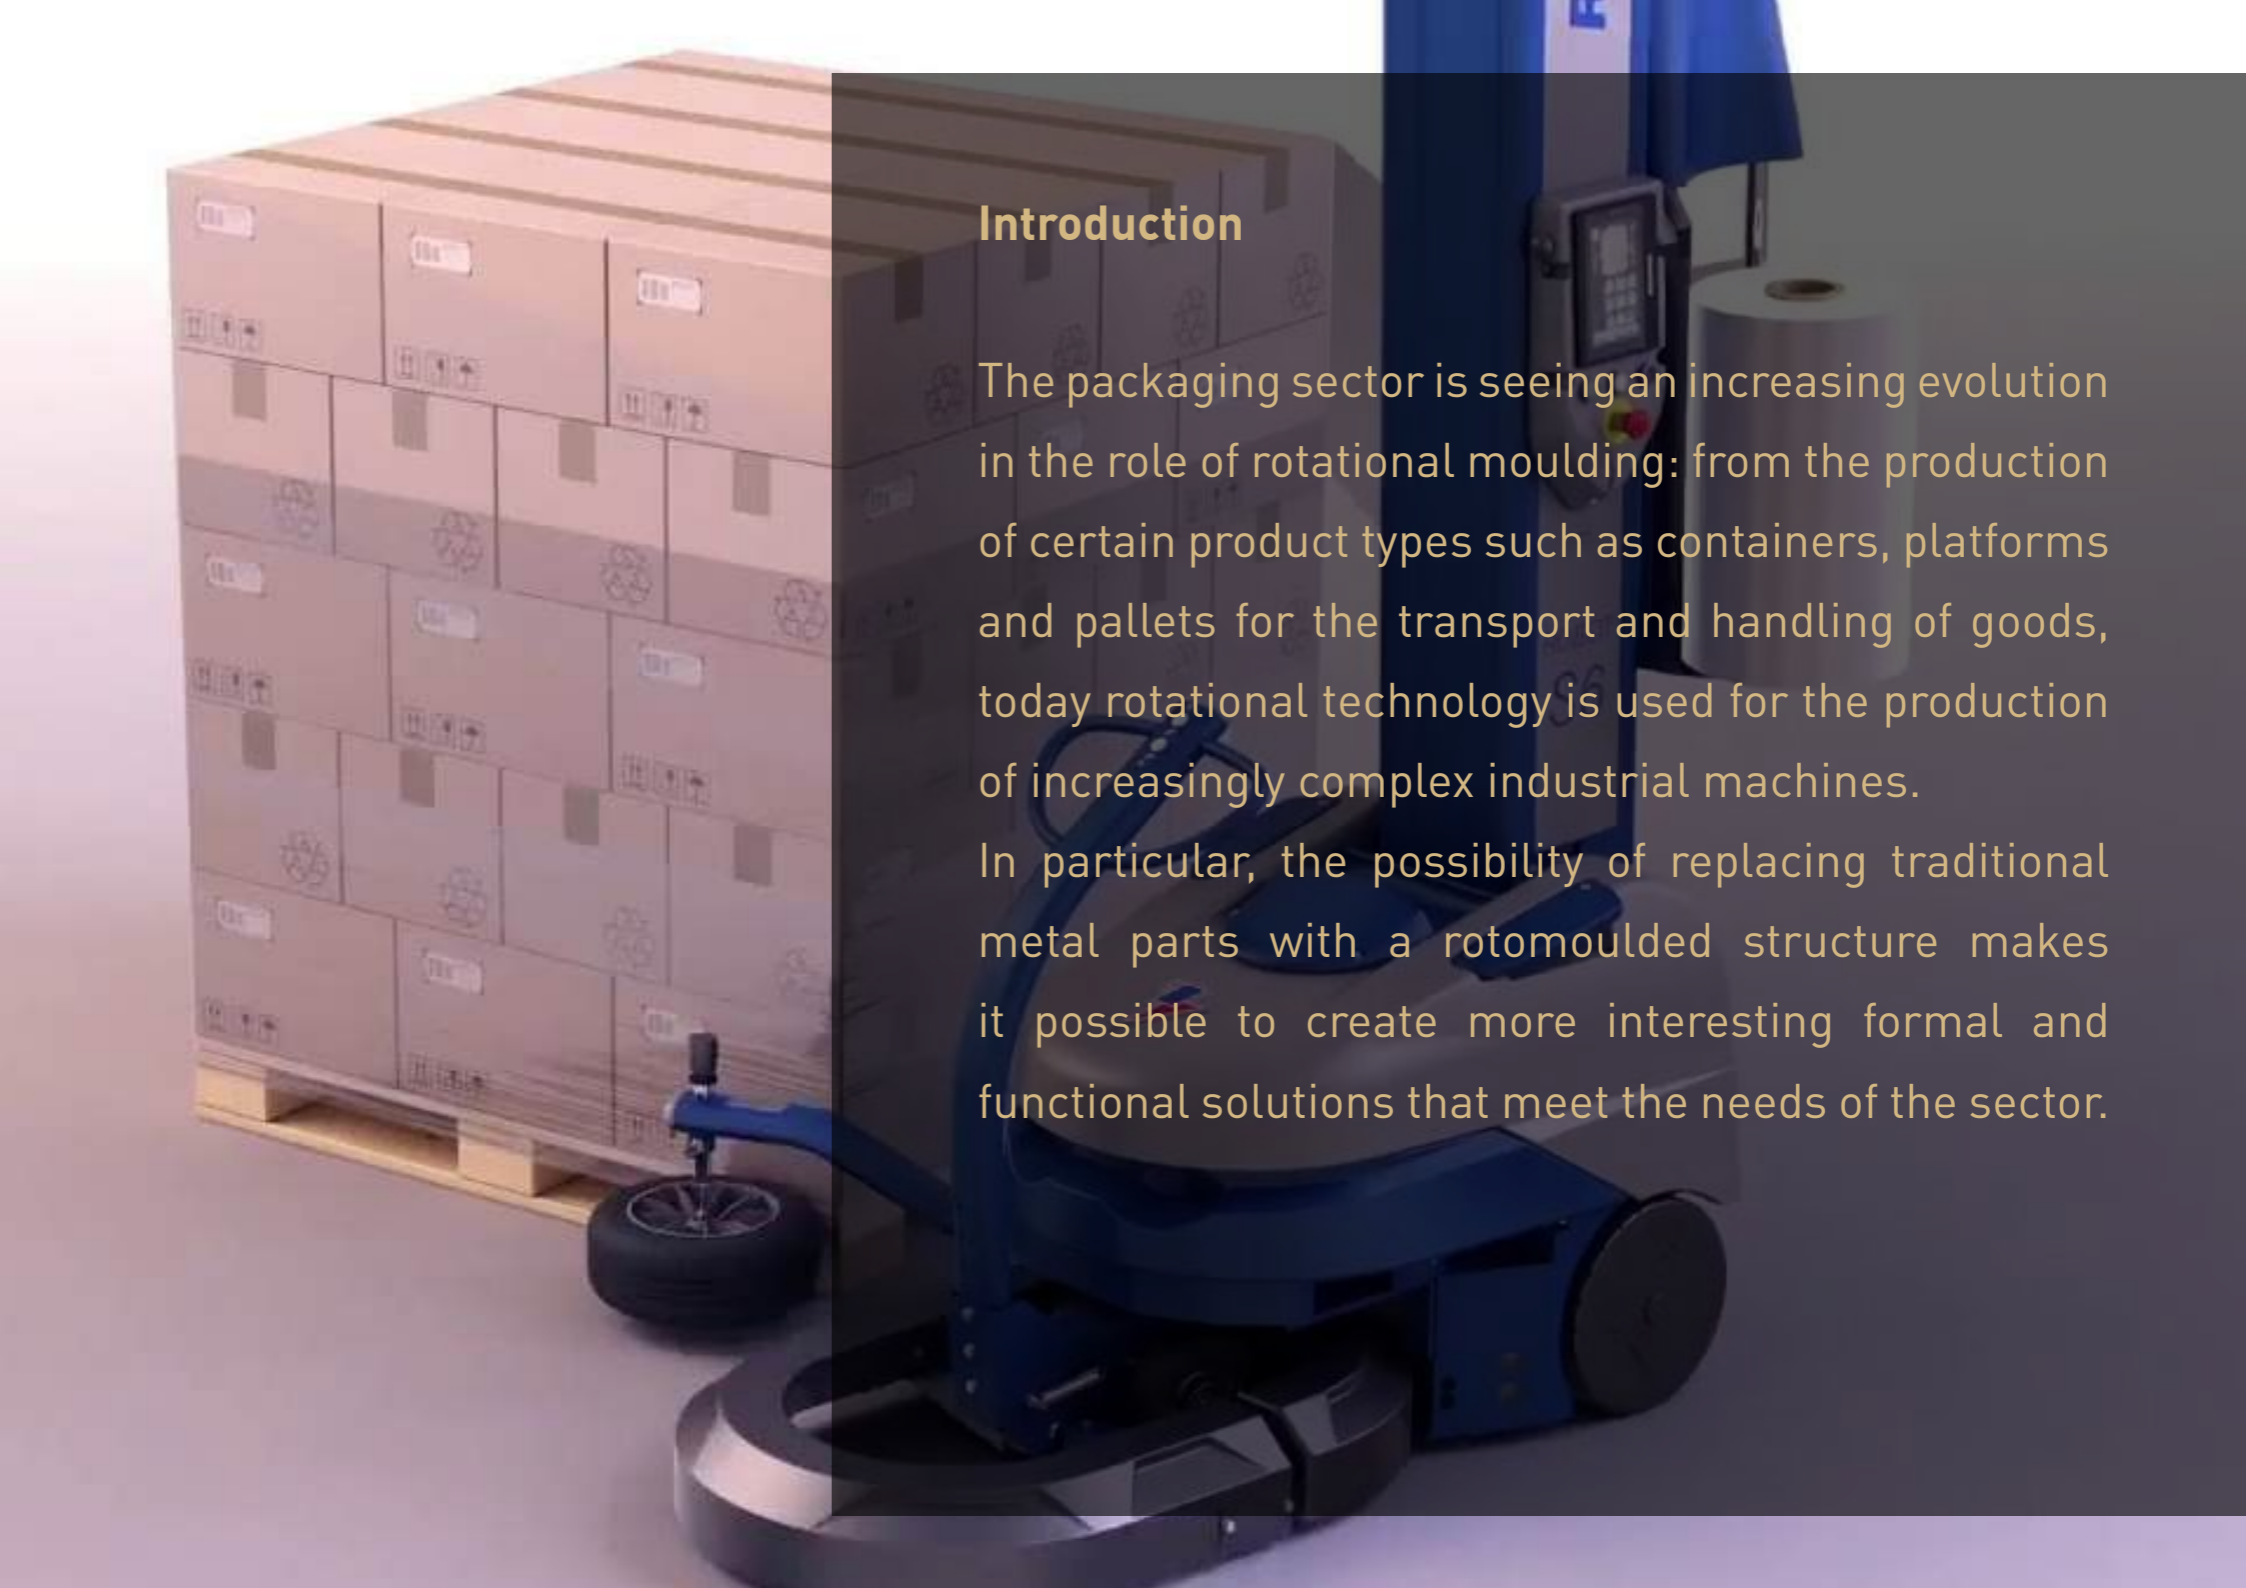 Introduction
The packaging sector is seeing an increasing evolution
in the role of rotational moulding: from the production
of certain product types such as containers, platforms
and pallets for the transport and handling of goods,
today rotational technology is used for the production
of increasingly complex industrial machines.
In particular, the possibility of replacing traditional
metal parts with a rotomoulded structure makes
it possible to create more interesting formal and
functional solutions that meet the needs of the sector.
S6